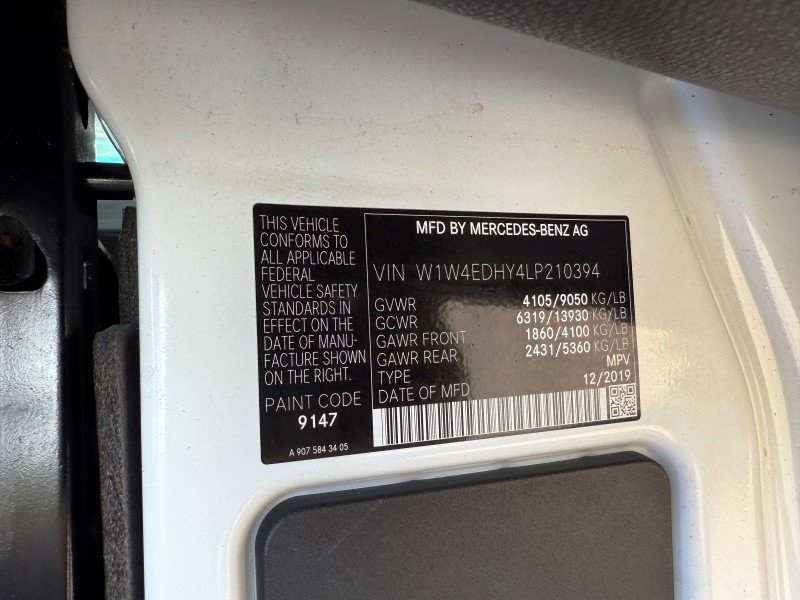 THIS VEHICLE
CONFORMS TO
ALL APPLICABLE
FEDERAL
VEHICLE SAFETY
STANDARDS IN
EFFECT ON THE
DATE OF MANU-
FACTURE SHOWN
ON THE RIGHT.
PAINT CODE
9147
A 907 584 34 05
MFD BY MERCEDES-BENZ AG
VIN W1W4EDHY4LP210394
GVWR 4105/9050 KG/LB
GCWR 6319/13930 KG/LB
GAWR FRONT 1860/4100 KG/LB
GAWR REAR 2431/5360 KG/LB
TYPE MPV
DATE OF MFD 12/2019